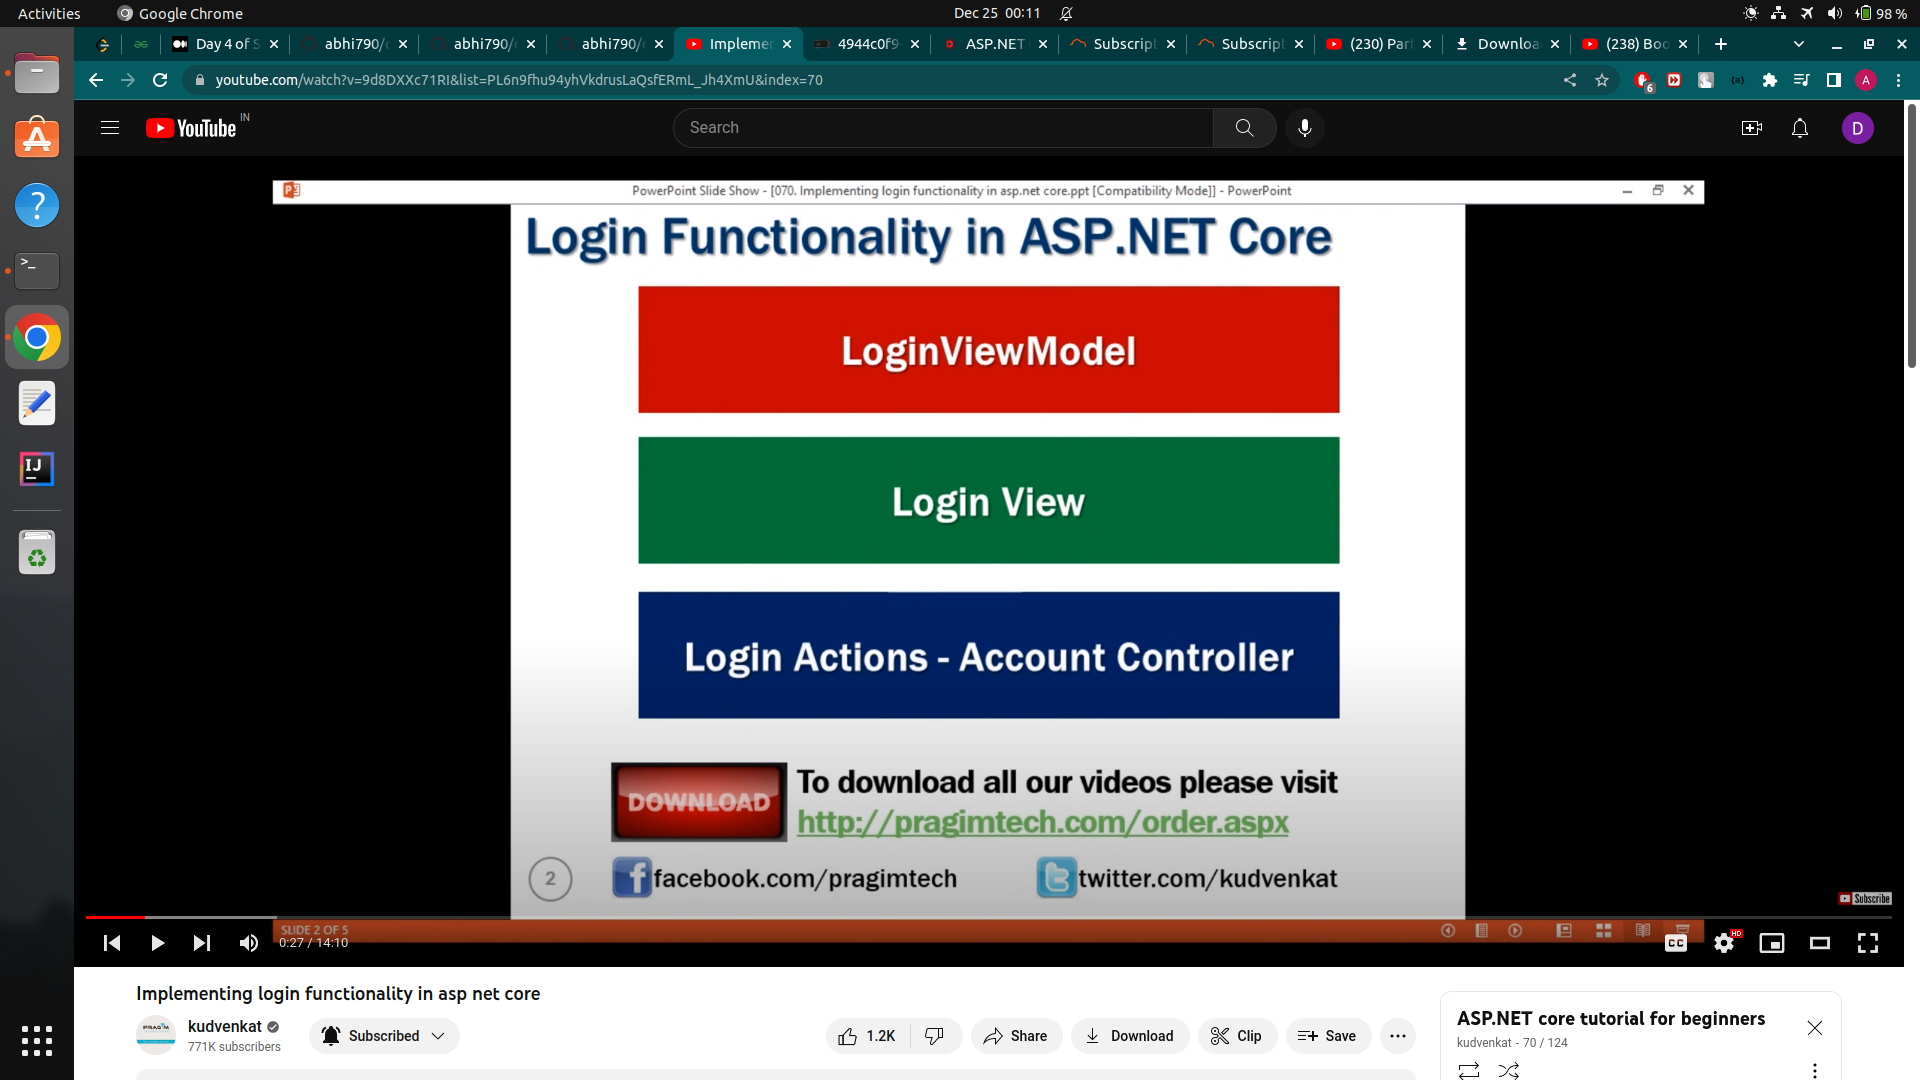 Activities
Google Chrome
Dec 25 00:11
98 %
Day 4 of S
abhi790/
abhi790/
abhi790/
Implemen
4944c0f9-
ASP.NET
Subscript
Subscript
(230) Par
Downloa
(238) Boo
youtube.com/watch?v=9d8DXXc71RI&list=PL6n9fhu94yhVkdrusLaQsfERmL_Jh4XmU&index=70
6
A
YouTube
IN
Search
D
PowerPoint Slide Show - [070. Implementing login functionality in asp.net core.ppt [Compatibility Mode]] - PowerPoint
Login Functionality in ASP.NET Core
LoginViewModel
Login View
Login Actions - Account Controller
DOWNLOAD
To download all our videos please visit
http://pragimtech.com/order.aspx
2
facebook.com/pragimtech
twitter.com/kudvenkat
Subscribe
SLIDE 2 OF 5
0:27 / 14:10
CC
HD
Implementing login functionality in asp net core
PRAGIM
kudvenkat
771K subscribers
Subscribed
1.2K
Share
Download
Clip
Save
ASP.NET core tutorial for beginners
kudvenkat - 70 / 124
IJ